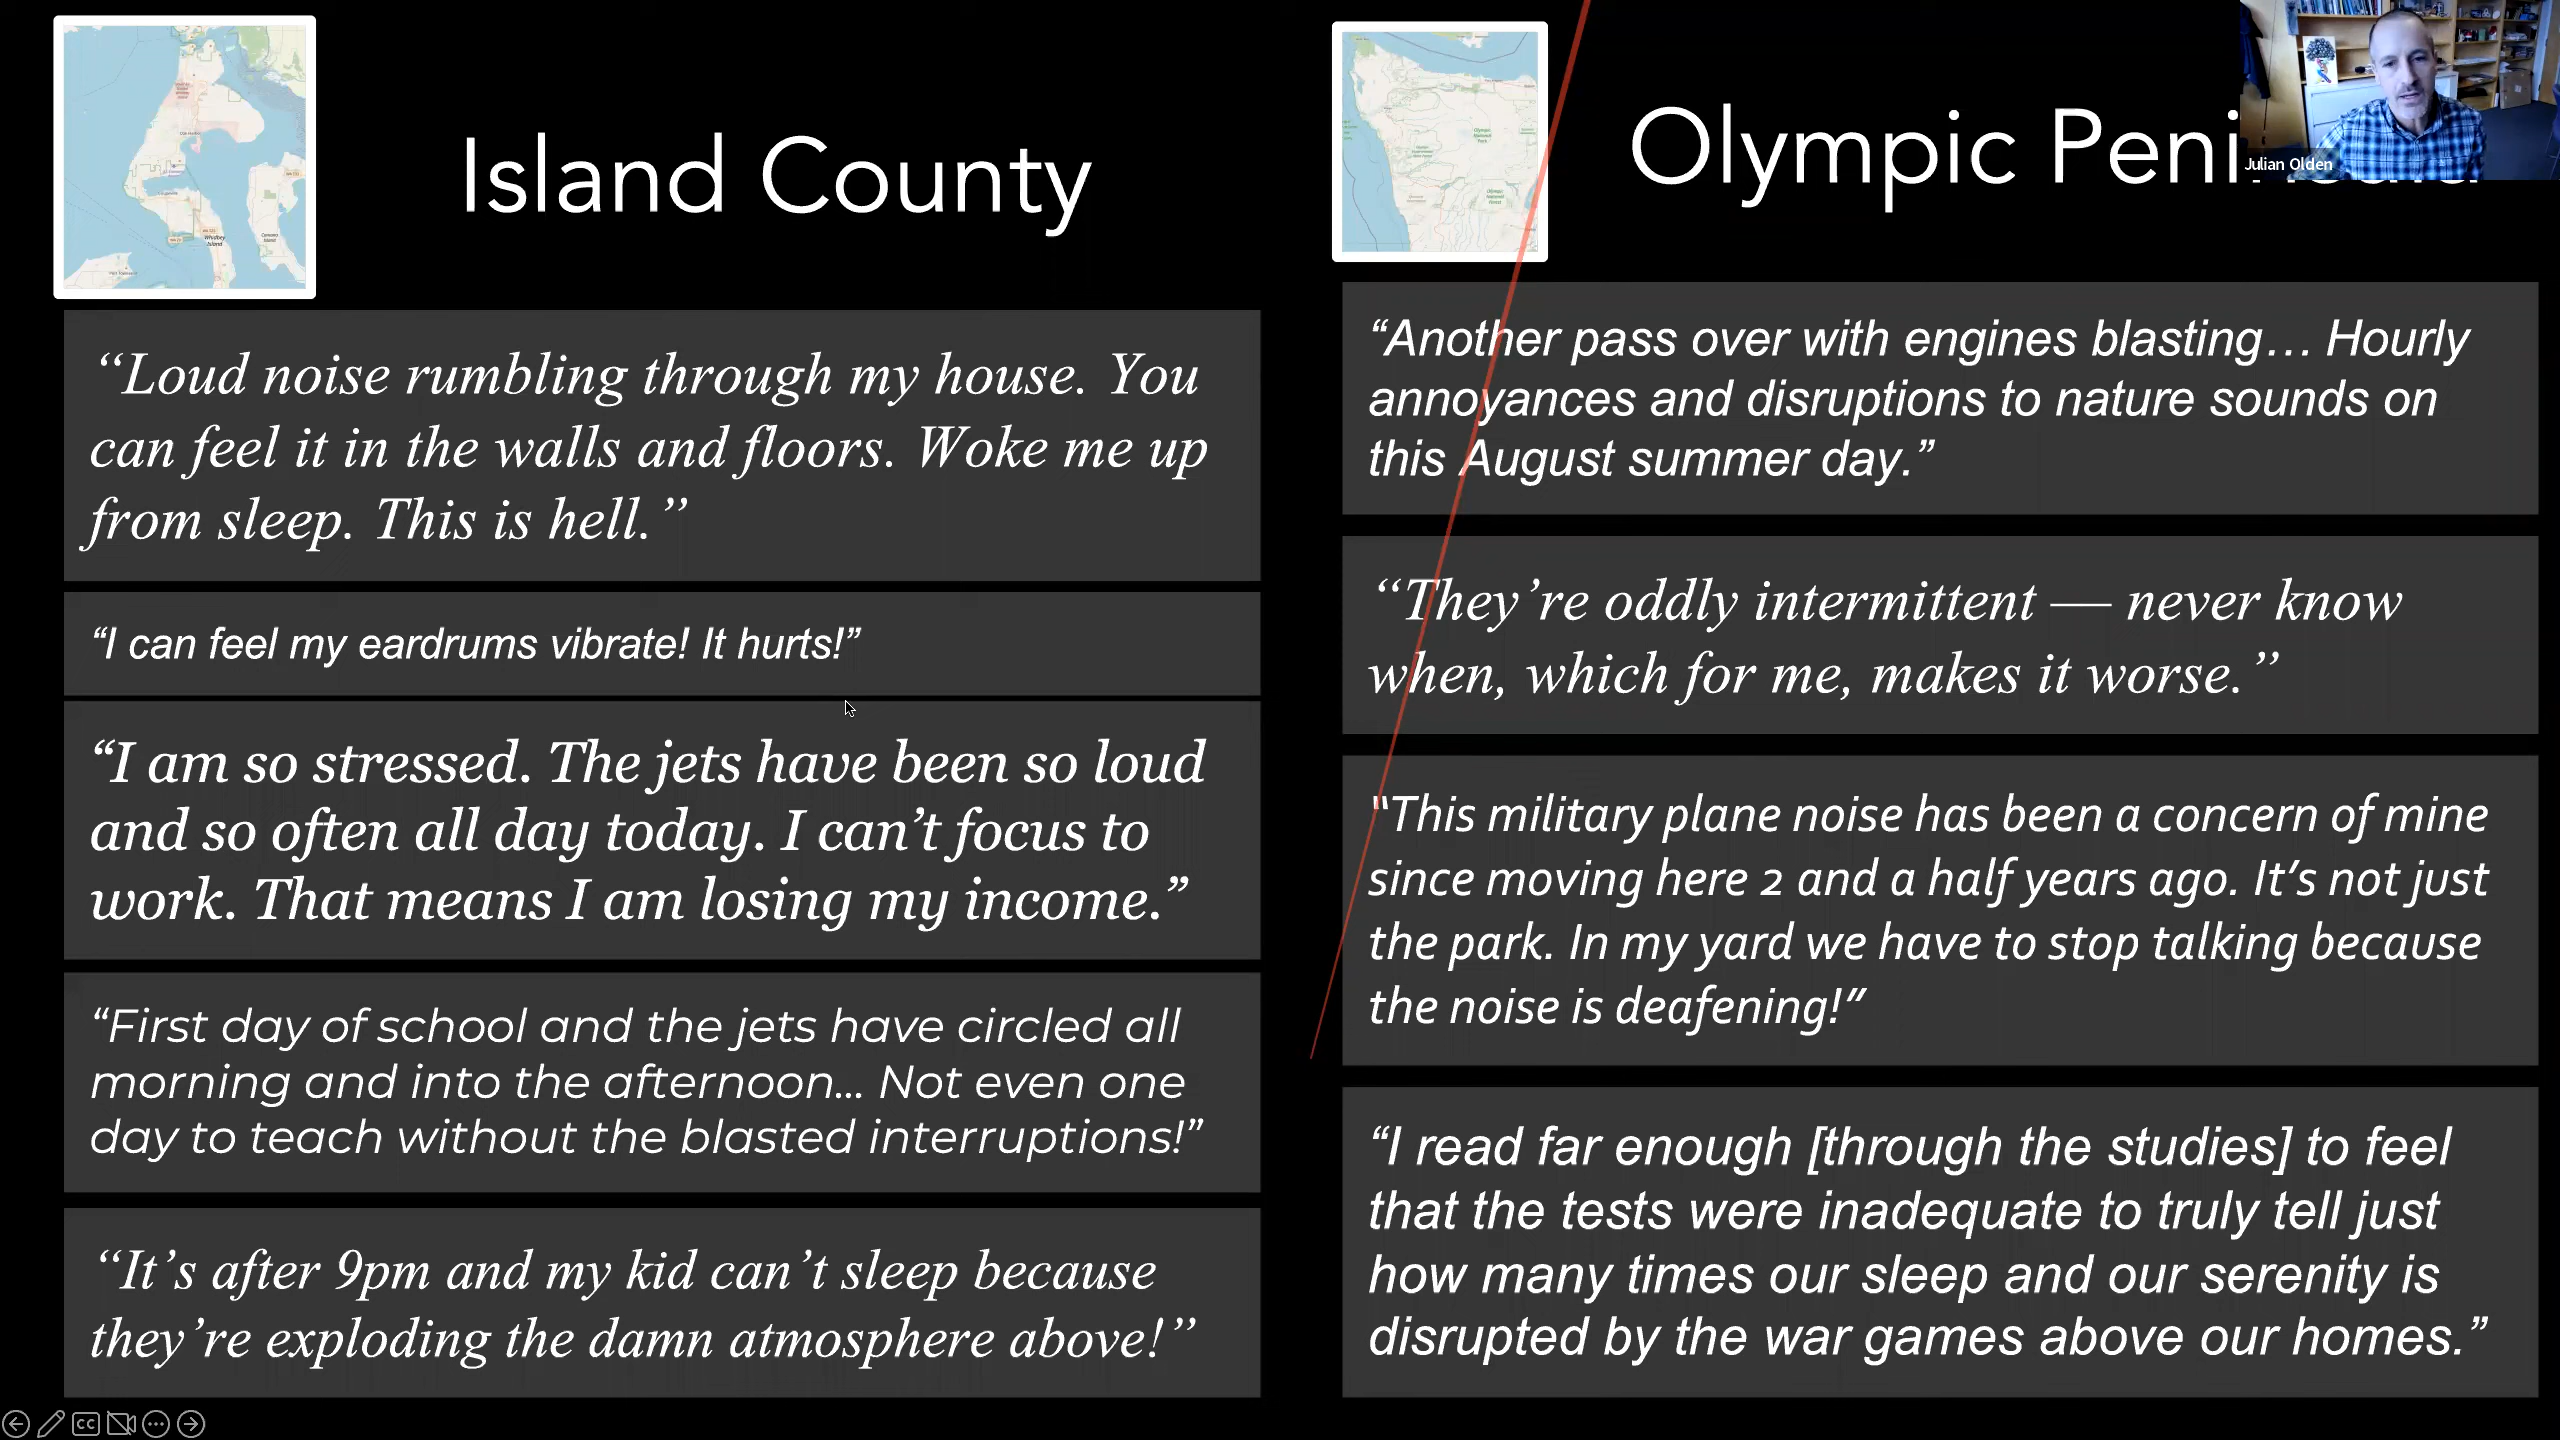 Island County
“Loud noise rumbling through my house. You
can feel it in the walls and floors. Woke me up
from sleep. This is hell.”
“I can feel my eardrums vibrate! It hurts!”
“I am so stressed. The jets have been so loud
and so often all day today. I can’t focus to
work. That means I am losing my income.”
“First day of school and the jets have circled all
morning and into the afternoon... Not even one
day to teach without the blasted interruptions!”
“It’s after 9pm and my kid can’t sleep because
they’re exploding the damn atmosphere above!”
Olympic
Julian Olden
“Another pass over with engines blasting… Hourly
annoyances and disruptions to nature sounds on
this August summer day.”
“They’re oddly intermittent — never know
when, which for me, makes it worse.”
“This military plane noise has been a concern of mine
since moving here 2 and a half years ago. It’s not just
the park. In my yard we have to stop talking because
the noise is deafening!”
“I read far enough [through the studies] to feel
that the tests were inadequate to truly tell just
how many times our sleep and our serenity is
disrupted by the war games above our homes.”